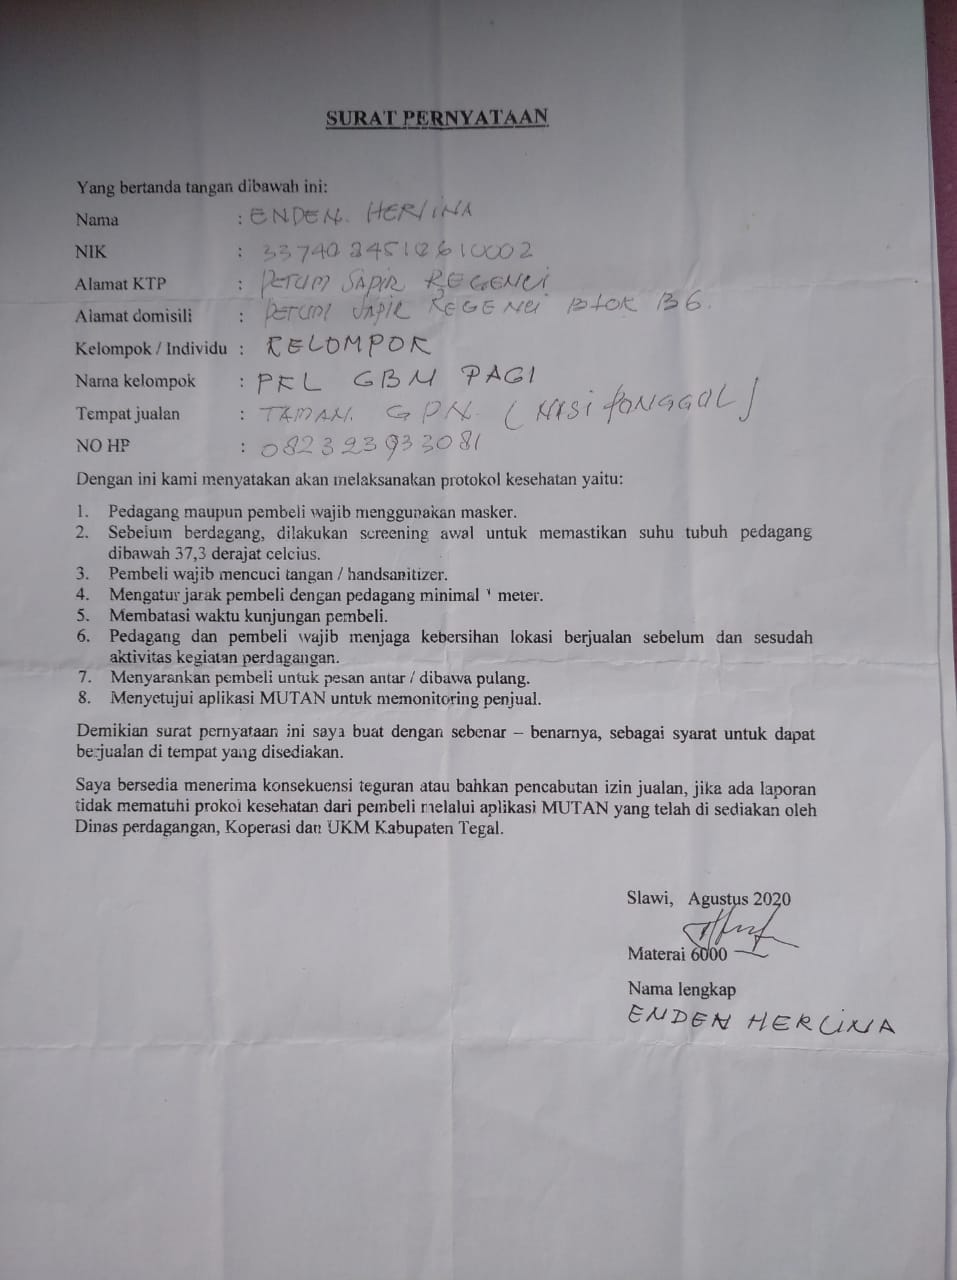 SURAT PERNYATAAN
Yang bertanda tangan dibawah ini:
Nama : ENDEN HERLINA
NIK :
Alamat KTP : PERUM SAPIR REGENCI
Alamat domisili : PERUM SAPIR REGENCI BLOK B6.
Kelompok / Individu : KELOMPOK
Nama kelompok : PKL GBN PAGI
Tempat jualan : TAMAN GPN (NASI PONGGOL)
NO HP : 082323933081
Dengan ini kami menyatakan akan melaksanakan protokol kesehatan yaitu:
1. Pedagang maupun pembeli wajib menggunakan masker.
2. Sebelum berdagang, dilakukan screening awal untuk memastikan suhu tubuh pedagang
dibawah 37,3 derajat celcius.
3. Pembeli wajib mencuci tangan / handsanitizer.
4. Mengatur jarak pembeli dengan pedagang minimal meter.
5. Membatasi waktu kunjungan pembeli.
6. Pedagang dan pembeli wajib menjaga kebersihan lokasi berjualan sebelum dan sesudah
aktivitas kegiatan perdagangan.
7. Menyarankan pembeli untuk pesan antar / dibawa pulang.
8. Menyetujui aplikasi MUTAN untuk memonitoring penjual.
Demikian surat pernyataan ini saya buat dengan sebenar – benarnya, sebagai syarat untuk dapat
berjualan di tempat yang disediakan.
Saya bersedia menerima konsekuensi teguran atau bahkan pencabutan izin jualan, jika ada laporan
tidak mematuhi prokol kesehatan dari pembeli melalui aplikasi MUTAN yang telah di sediakan oleh
Dinas perdagangan, Koperasi dan UKM Kabupaten Tegal.
Slawi, Agustus 2020
Materai 6000
Nama lengkap
ENDEN HERLINA